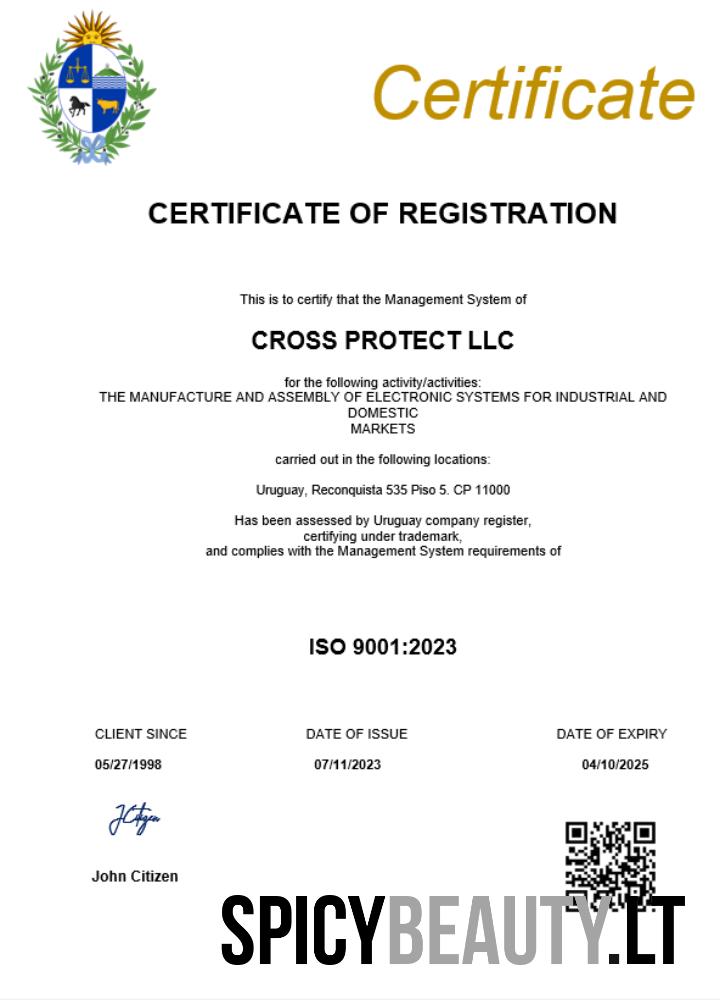 Certificate
CERTIFICATE OF REGISTRATION
This is to certify that the Management System of
CROSS PROTECT LLC
for the following activity/activities:
THE MANUFACTURE AND ASSEMBLY OF ELECTRONIC SYSTEMS FOR INDUSTRIAL AND
DOMESTIC
MARKETS
carried out in the following locations:
Uruguay, Reconquista 535 Piso 5. CP 11000
Has been assessed by Uruguay company register,
certifying under trademark,
and complies with the Management System requirements of
ISO 9001:2023
CLIENT SINCE DATE OF ISSUE DATE OF EXPIRY
05/27/1998 07/11/2023 04/10/2025
JCitizen
John Citizen
SPICYBEAUTY.LT